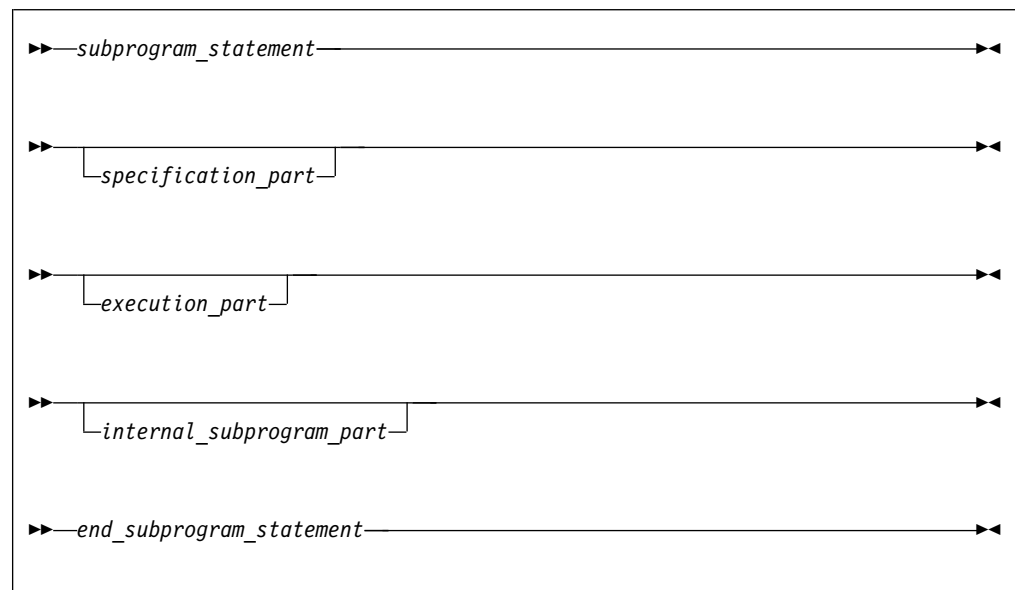 subprogram_statement
specification_part
execution_part
internal_subprogram_part
end_subprogram_statement